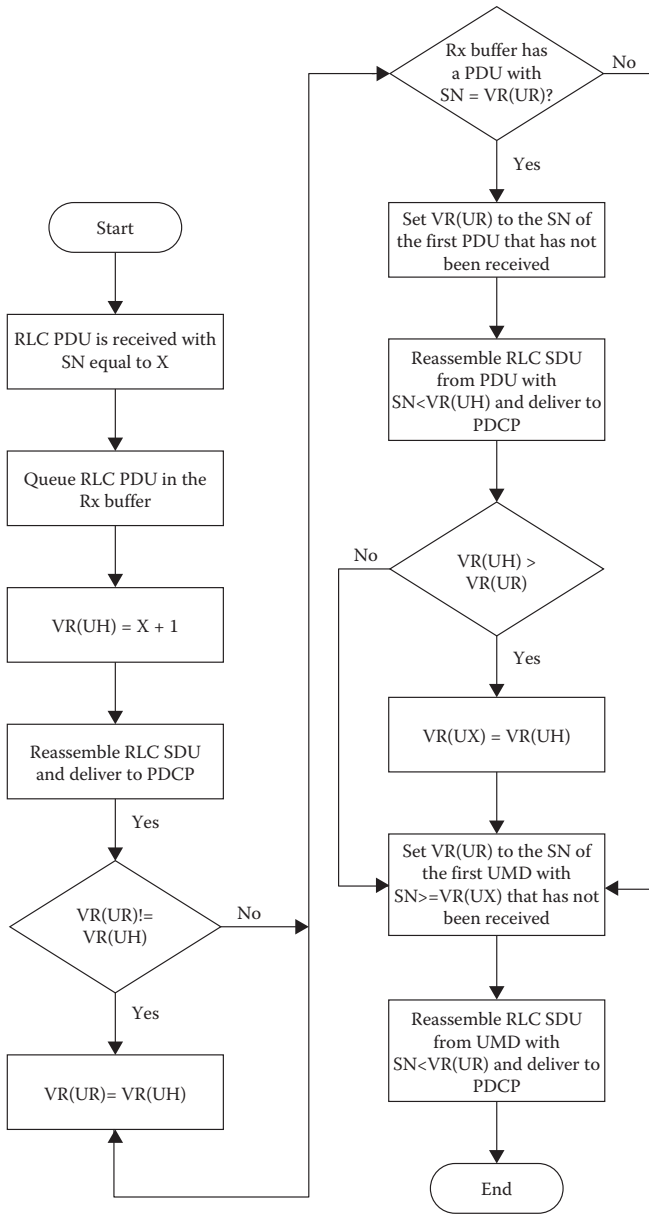 Start
RLC PDU is received with
SN equal to X
Queue RLC PDU in the
Rx buffer
VR(UH) = X + 1
Reassemble RLC SDU
and deliver to PDCP
Yes
VR(UR)!=
VR(UH)
No
Yes
VR(UR)= VR(UH)
Rx buffer has
a PDU with
SN = VR(UR)?
No
Yes
Set VR(UR) to the SN of
the first PDU that has not
been received
Reassemble RLC SDU
from PDU with
SN<VR(UH) and deliver to
PDCP
No
VR(UH) >
VR(UR)
Yes
VR(UX) = VR(UH)
Set VR(UR) to the SN of
the first UMD with
SN>=VR(UX) that has not
been received
Reassemble RLC SDU
from UMD with
SN<VR(UR) and deliver to
PDCP
End